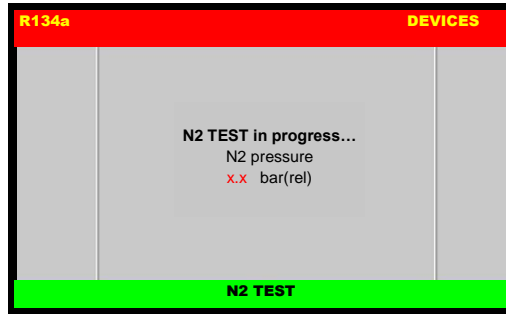 R134a DEVICES
N2 TEST in progress…
N2 pressure
x.x bar(rel)
N2 TEST